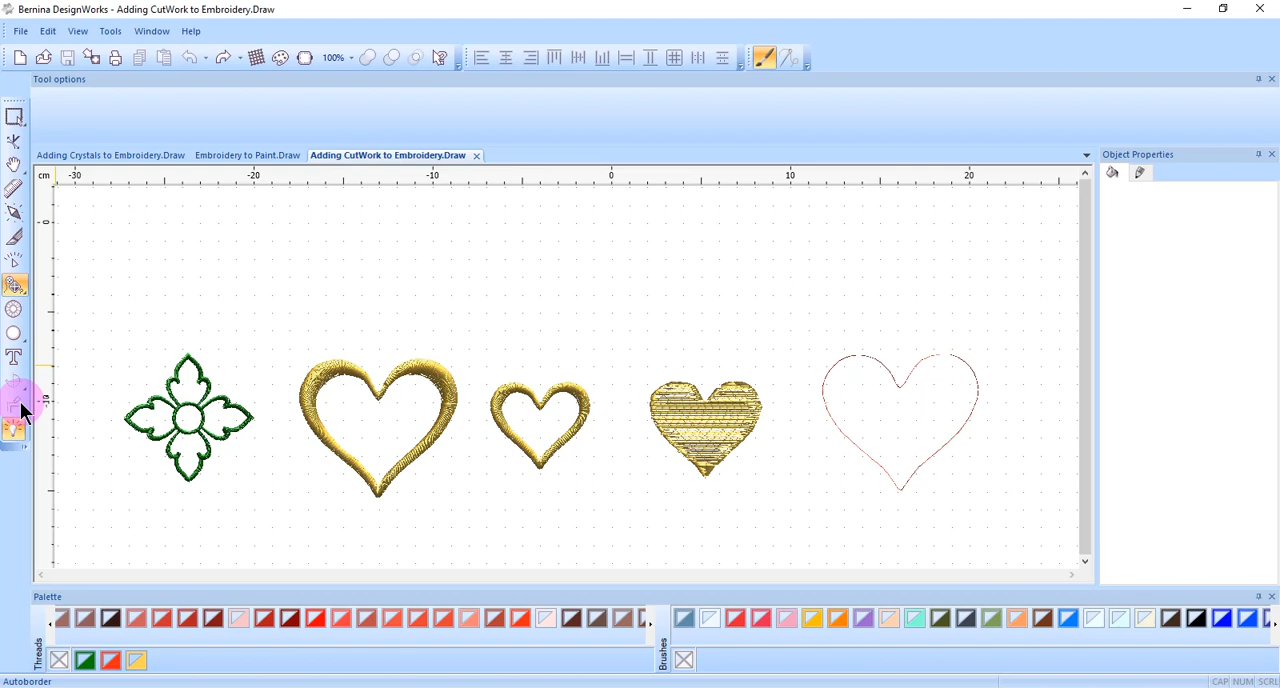 Bernina DesignWorks - Adding CutWork to Embroidery.Draw
File Edit View Tools Window Help
100%
Tool options
Adding Crystals to Embroidery.Draw Embroidery to Paint.Draw Adding CutWork to Embroidery.Draw
Object Properties
cm -30 -20 -10 0 10 20
0
10
Palette
Threads
Brushes
Autoborder CAP NUM SCRL